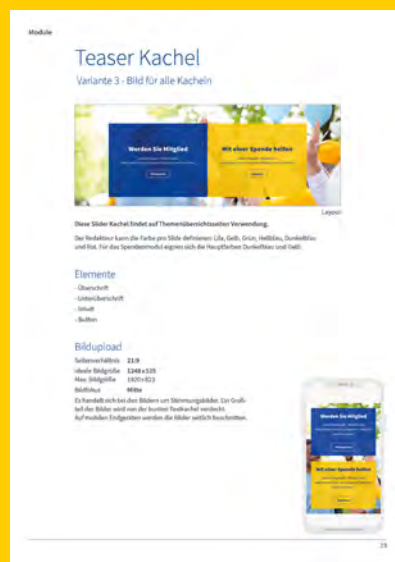 Module
Teaser Kachel
Variante 3 - Bild für alle Kacheln
Werden Sie Mitglied
Mit einer Spende helfen
Layout
Diese Slider Kachel findet auf Themenübersichtsseiten Verwendung.
Der Redakteur kann die Farbe pro Slide definieren: Lila, Gelb, Grün, Hellblau, Dunkelblau
und Rot. Für das Spendenmodul eignen sich die Hauptfarben Dunkelblau und Gelb.
Elemente
- Überschrift
- Unterüberschrift
- Inhalt
- Button
Bildupload
Seitenverhältnis 21:9
Ideale Bildgröße 1248 x 535
Max. Bildgröße 1920 x 823
Bildfokus Mitte
Es handelt sich bei den Bildern um Stimmungsbilder. Ein Groß-
teil der Bilder wird von der bunten Textkachel verdeckt.
Auf mobilen Endgeräten werden die Bilder seitlich beschnitten.
Werden Sie Mitglied
Mit einer Spende helfen